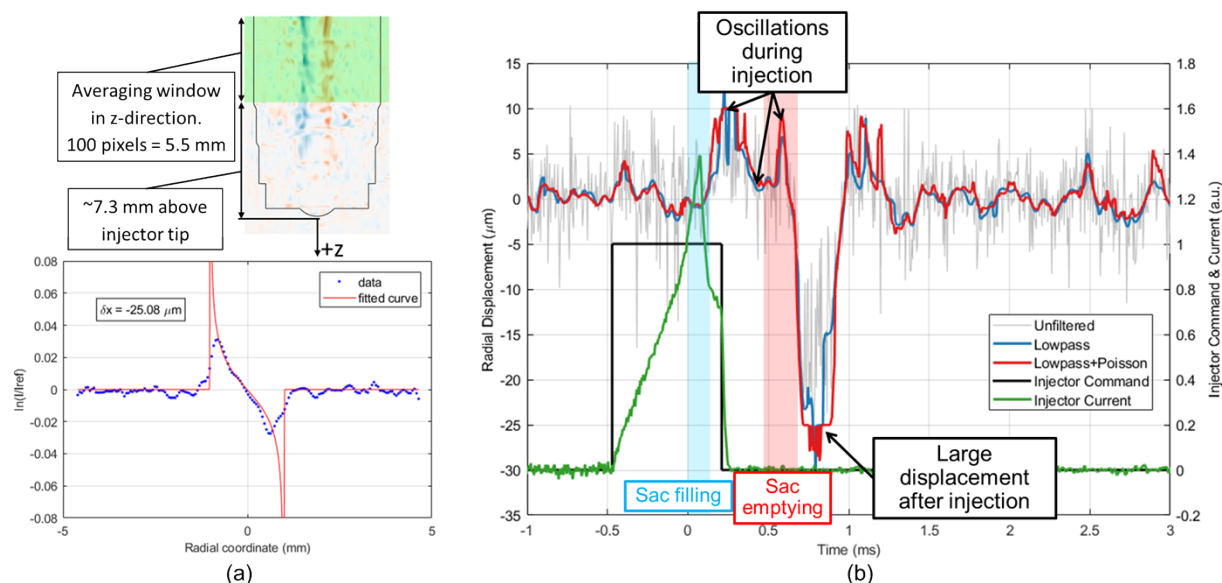 Averaging window
in z-direction.
100 pixels = 5.5 mm
~7.3 mm above
injector tip
+z
0.08
0.06
0.04
0.02
0
-0.02
-0.04
-0.06
-0.08
ln(I/Iref)
δx = -25.08 μm
data
fitted curve
-5
0
5
Radial coordinate (mm)
(a)
Oscillations
during
injection
15
10
5
0
-5
-10
-15
-20
-25
-30
-35
Radial Displacement (μm)
1.8
1.6
1.4
1.2
1
0.8
0.6
0.4
0.2
0
-0.2
Injector Command & Current (a.u.)
Unfiltered
Lowpass
Lowpass+Poisson
Injector Command
Injector Current
Large
displacement
after injection
Sac filling
Sac
emptying
-1
-0.5
0
0.5
1
1.5
2
2.5
3
Time (ms)
(b)